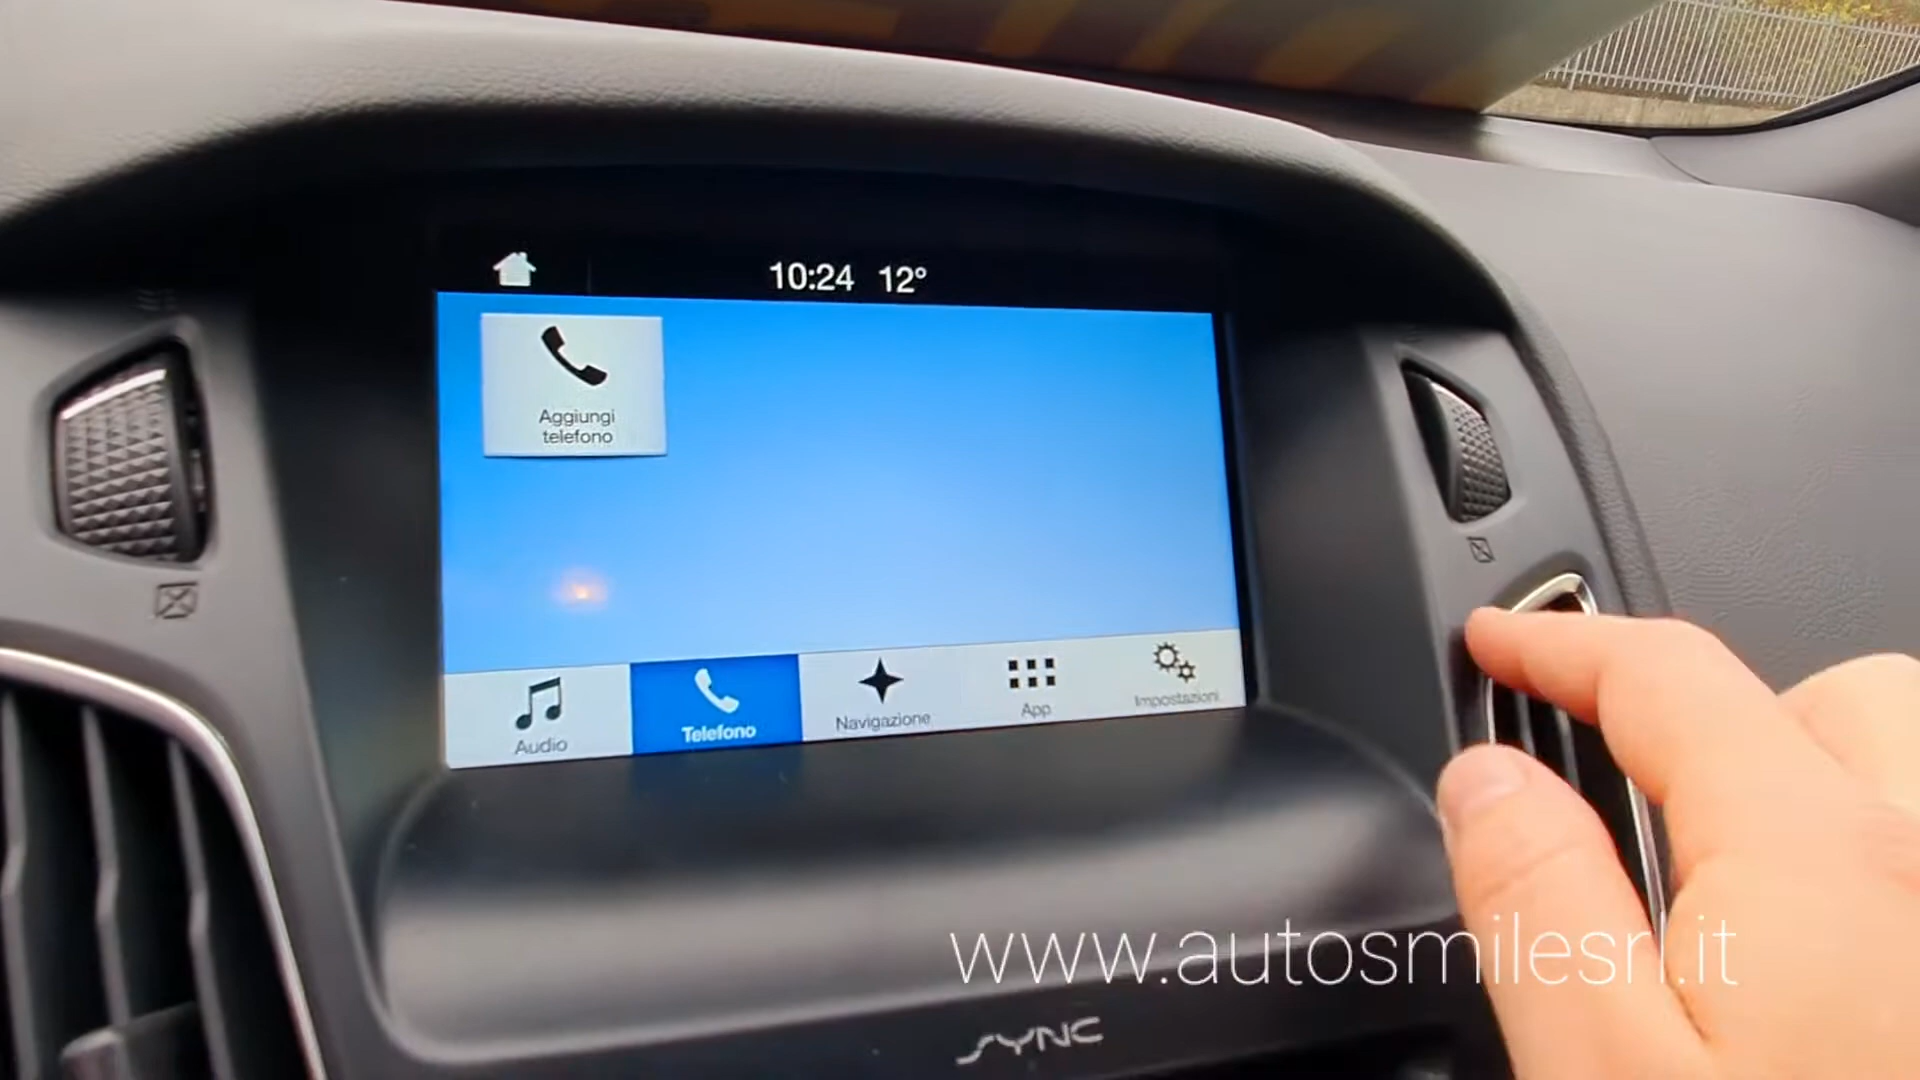 10:24 12°
Aggiungi
telefono
Audio
Telefono
Navigazione
App
Impostazioni
www.autosmilesrl.it
SYNC